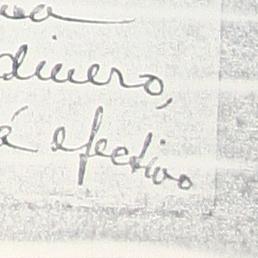 dinero,
á efectivo